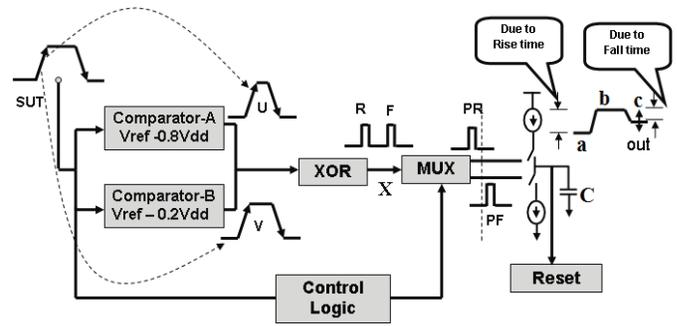 Due to
Rise time
Due to
Fall time
SUT
U
Comparator-A
Vref -0.8Vdd
Comparator-B
Vref – 0.2Vdd
V
R F
XOR
X
MUX
PR
PF
a
b
c
out
C
Control
Logic
Reset